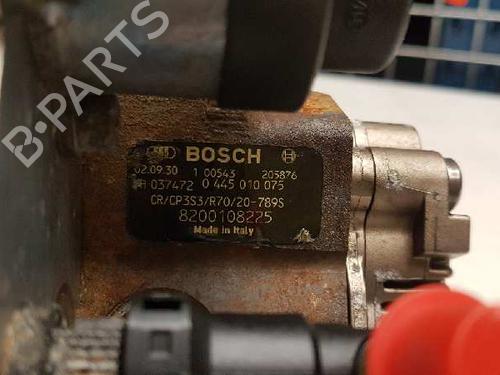 B-PARTS
BOSCH
02.09.30 1 00543 203876
037472 0 445 010 075
CR/CP3S3/R70/20-789S
8200108225
Made in Italy